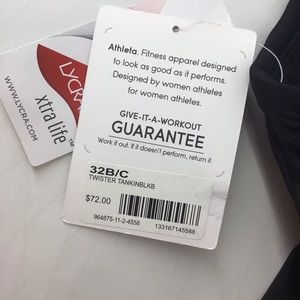 Athleta. Fitness apparel designed
to look as good as it performs.
Designed by women athletes
for women athletes.
GIVE-IT-A-WORKOUT
GUARANTEE
Work it out. If it doesn't perform, return it.
32B/C
TWISTER TANKINBLKB
$72.00
964875-11-2-4558
133167145588
LYCRA
xtra life™
WWW.LYCRA.COM